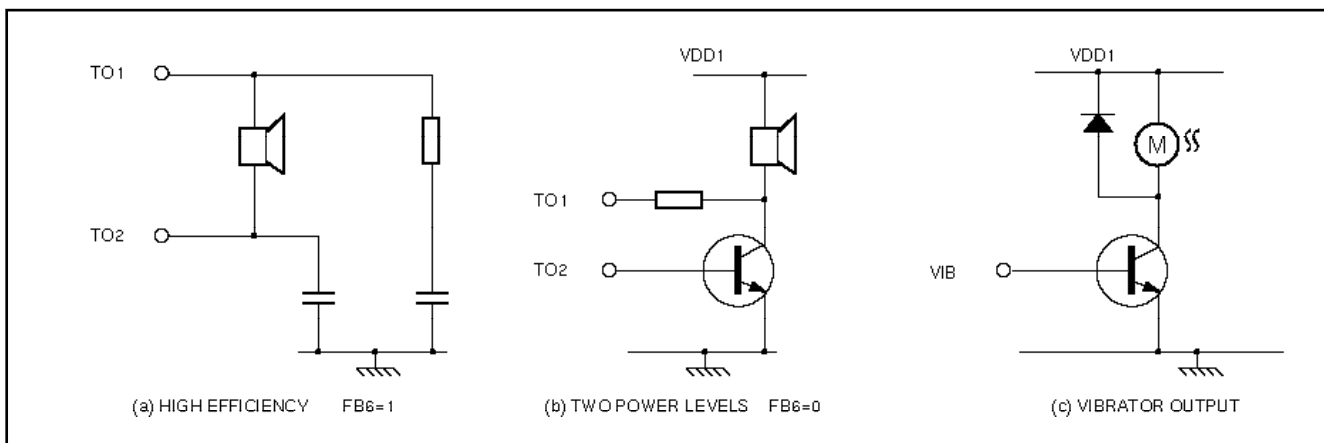 TO1
TO2
(a) HIGH EFFICIENCY FB6=1
VDD1
TO1
TO2
(b) TWO POWER LEVELS FB6=0
VDD1
M
VIB
(c) VIBRATOR OUTPUT